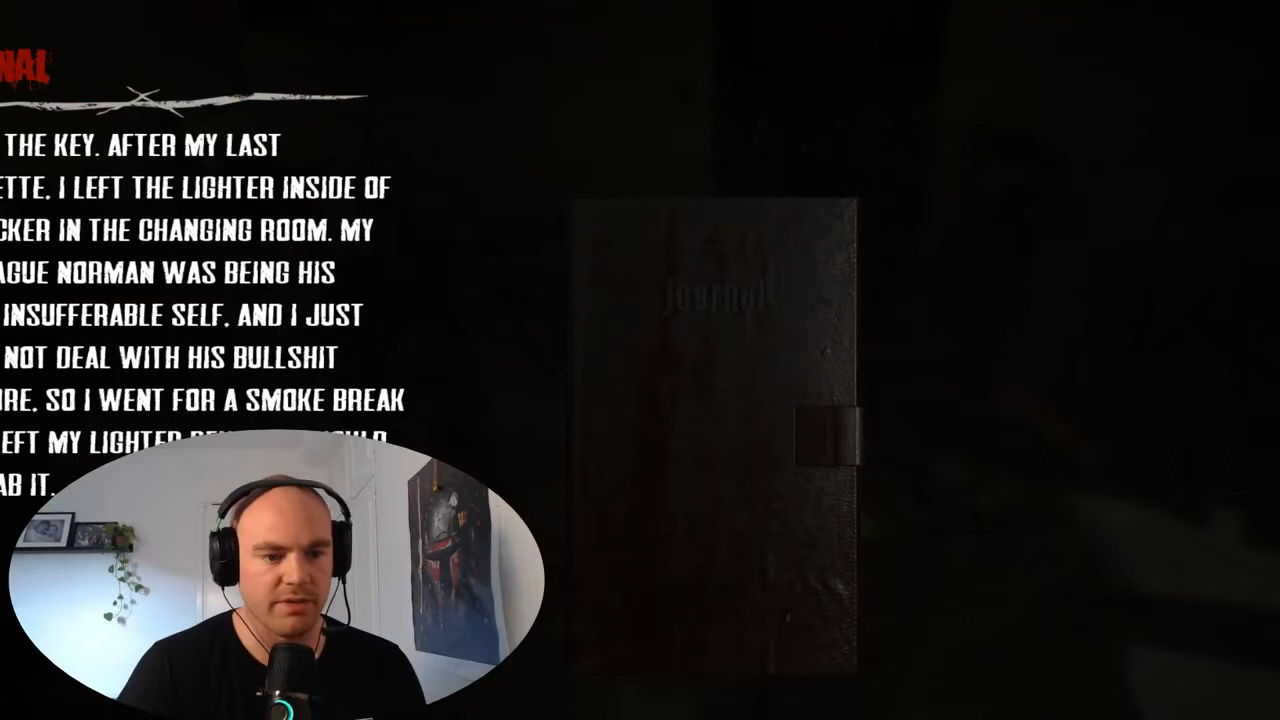 NAL
THE KEY. AFTER MY LAST
ETTE, I LEFT THE LIGHTER INSIDE OF
CKER IN THE CHANGING ROOM. MY
AGUE NORMAN WAS BEING HIS
INSUFFERABLE SELF, AND I JUST
NOT DEAL WITH HIS BULLSHIT
ORE, SO I WENT FOR A SMOKE BREAK
EFT MY LIGHTER
AB IT.
Journal